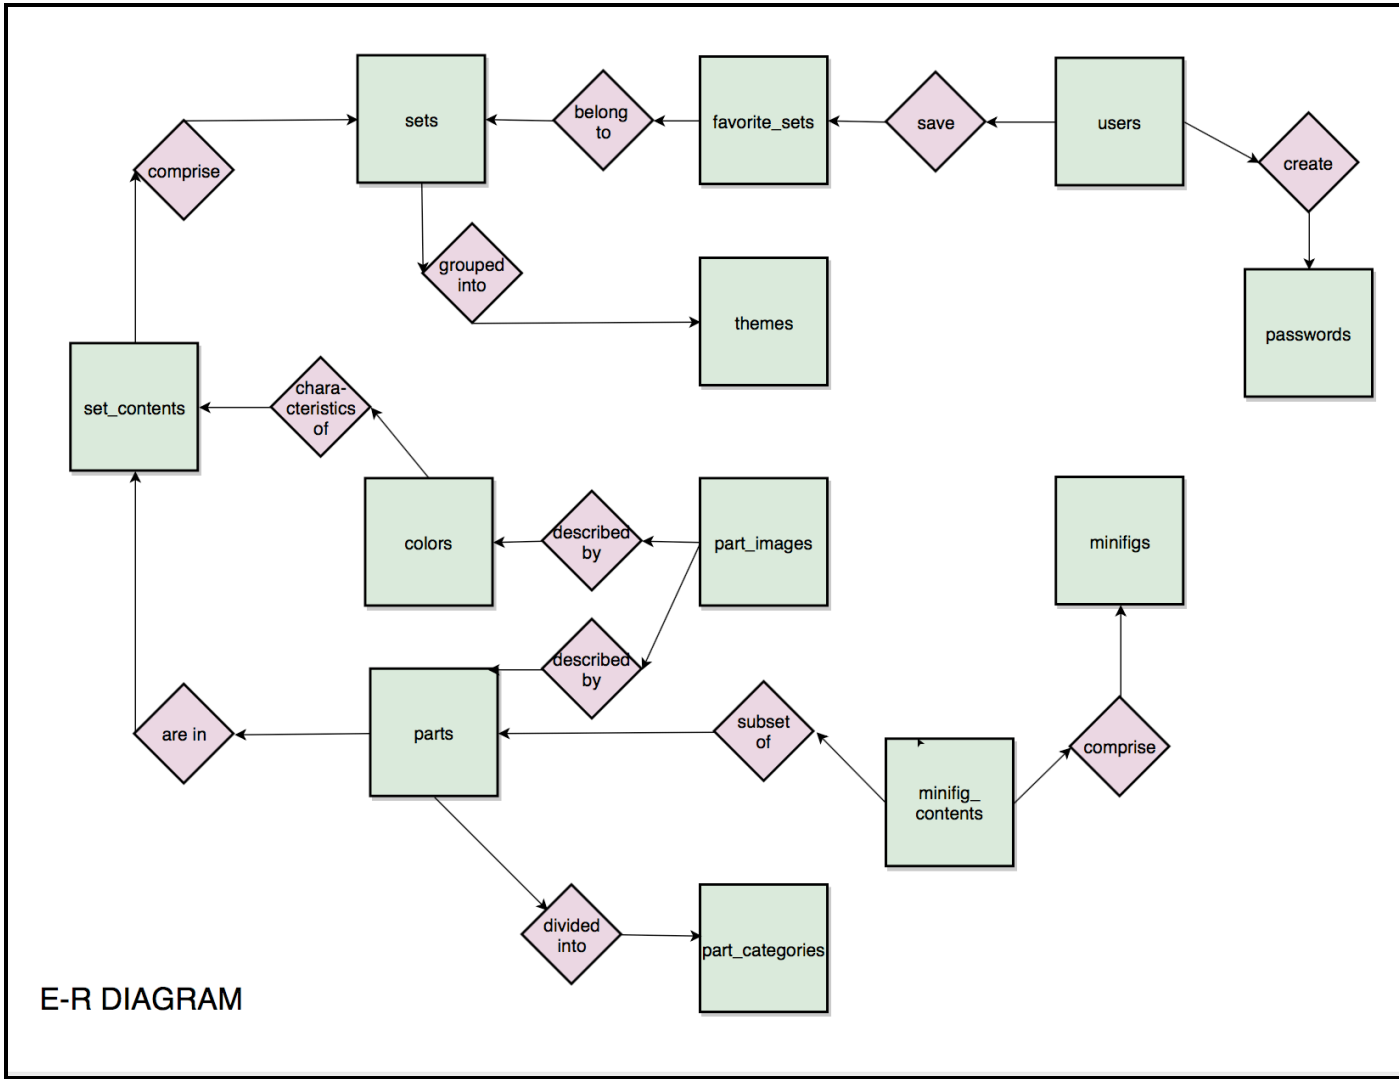 sets
belong
to
favorite_sets
save
users
create
comprise
grouped
into
themes
passwords
set_contents
chara-
cteristics
of
colors
described
by
part_images
minifigs
described
by
are in
parts
subset
of
comprise
minifig_
contents
divided
into
part_categories
E-R DIAGRAM